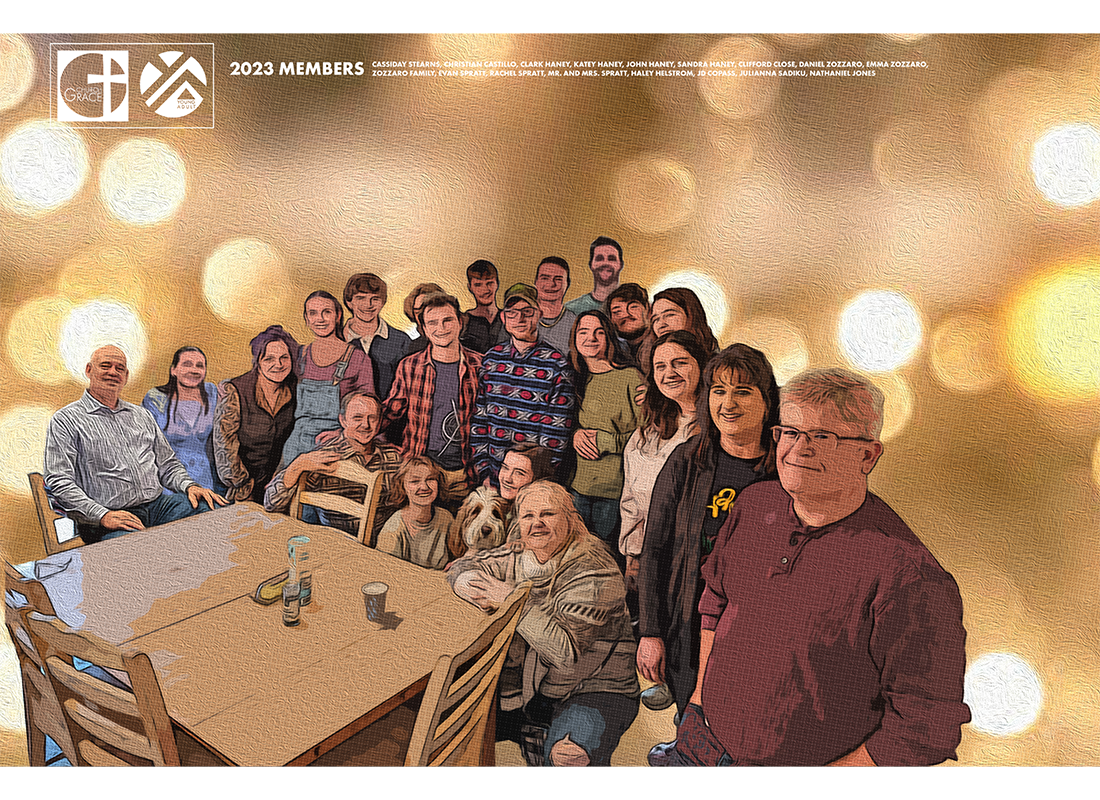 CHURCH
GRACE
YOUNG
ADULT
2023 MEMBERS
CASSIDAY STEARNS, CHRISTIAN CASTILLO, CLARK HANEY, KATEY HANEY, JOHN HANEY, SANDRA HANEY, CLIFFORD CLOSE, DANIEL ZOZZARO, EMMA ZOZZARO,
ZOZZARO FAMILY, EVAN SPRATT, RACHEL SPRATT, MR. AND MRS. SPRATT, HALEY HELSTROM, JD COPASS, JULIANNA SADIKU, NATHANIEL JONES